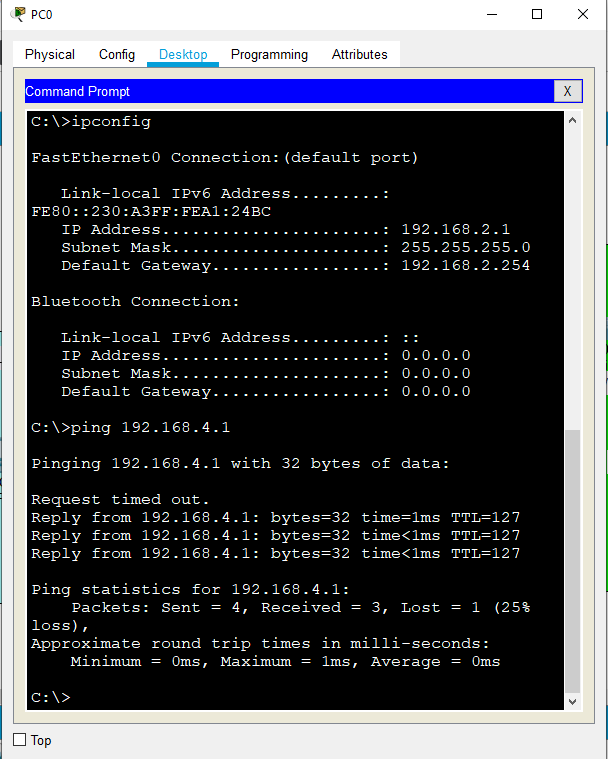 PC0
Physical Config Desktop Programming Attributes
Command Prompt X
C:\>ipconfig
FastEthernet0 Connection:(default port)
Link-local IPv6 Address.........:
FE80::230:A3FF:FEA1:24BC
IP Address......................: 192.168.2.1
Subnet Mask.....................: 255.255.255.0
Default Gateway.................: 192.168.2.254
Bluetooth Connection:
Link-local IPv6 Address.........: ::
IP Address......................: 0.0.0.0
Subnet Mask.....................: 0.0.0.0
Default Gateway.................: 0.0.0.0
C:\>ping 192.168.4.1
Pinging 192.168.4.1 with 32 bytes of data:
Request timed out.
Reply from 192.168.4.1: bytes=32 time=1ms TTL=127
Reply from 192.168.4.1: bytes=32 time<1ms TTL=127
Reply from 192.168.4.1: bytes=32 time<1ms TTL=127
Ping statistics for 192.168.4.1:
Packets: Sent = 4, Received = 3, Lost = 1 (25%
loss),
Approximate round trip times in milli-seconds:
Minimum = 0ms, Maximum = 1ms, Average = 0ms
C:\>
Top